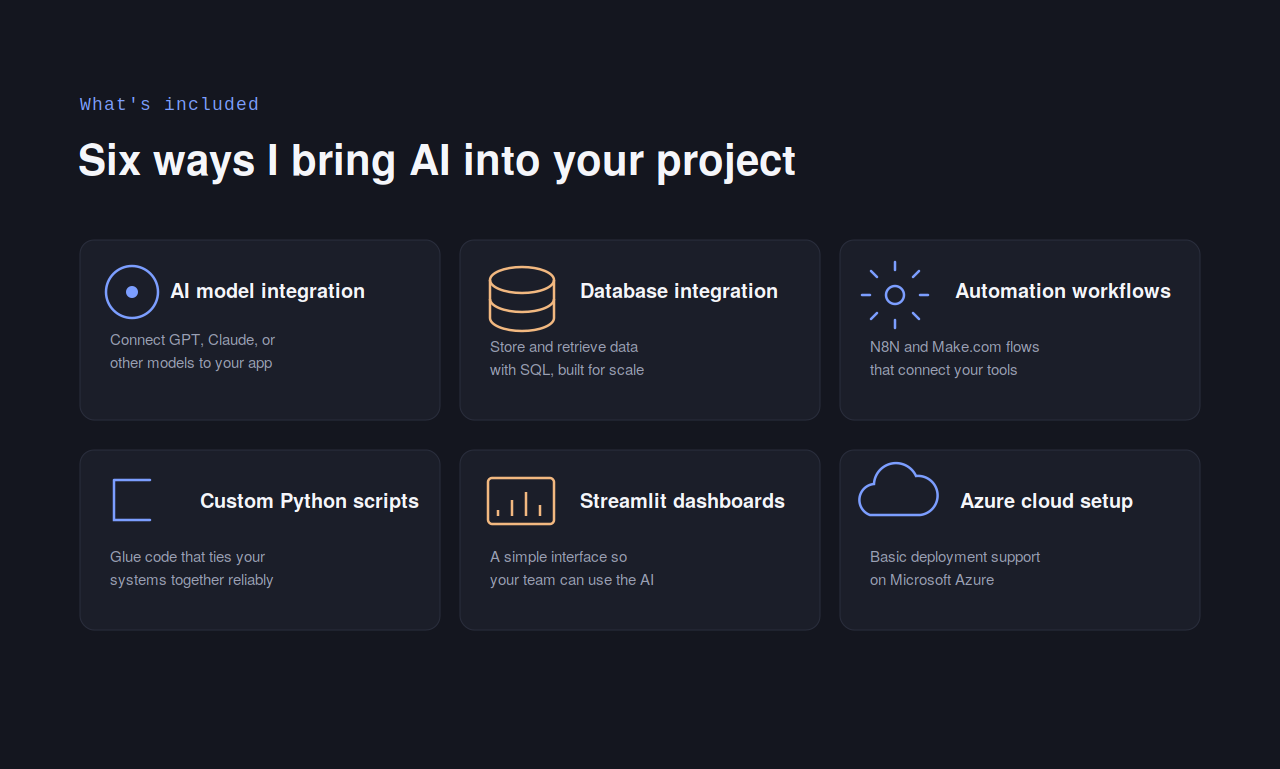 What's included
Six ways I bring AI into your project
AI model integration
Connect GPT, Claude, or
other models to your app
Database integration
Store and retrieve data
with SQL, built for scale
Automation workflows
N8N and Make.com flows
that connect your tools
Custom Python scripts
Glue code that ties your
systems together reliably
Streamlit dashboards
A simple interface so
your team can use the AI
Azure cloud setup
Basic deployment support
on Microsoft Azure